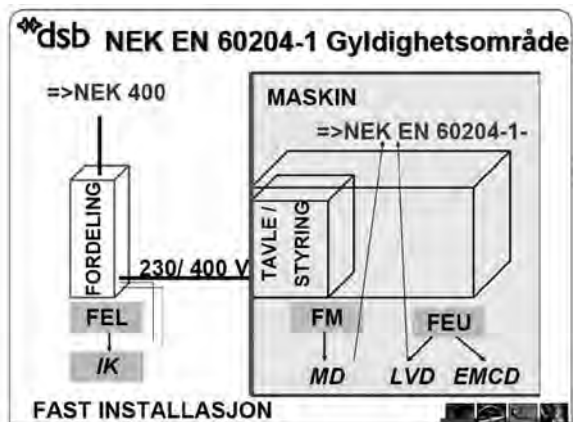 dsb NEK EN 60204-1 Gyldighetsområde
=>NEK 400
MASKIN
=>NEK EN 60204-1-
FORDELING
TAVLE /
STYRING
230/ 400 V
FEL
FM
FEU
IK
MD
LVD
EMCD
FAST INSTALLASJON